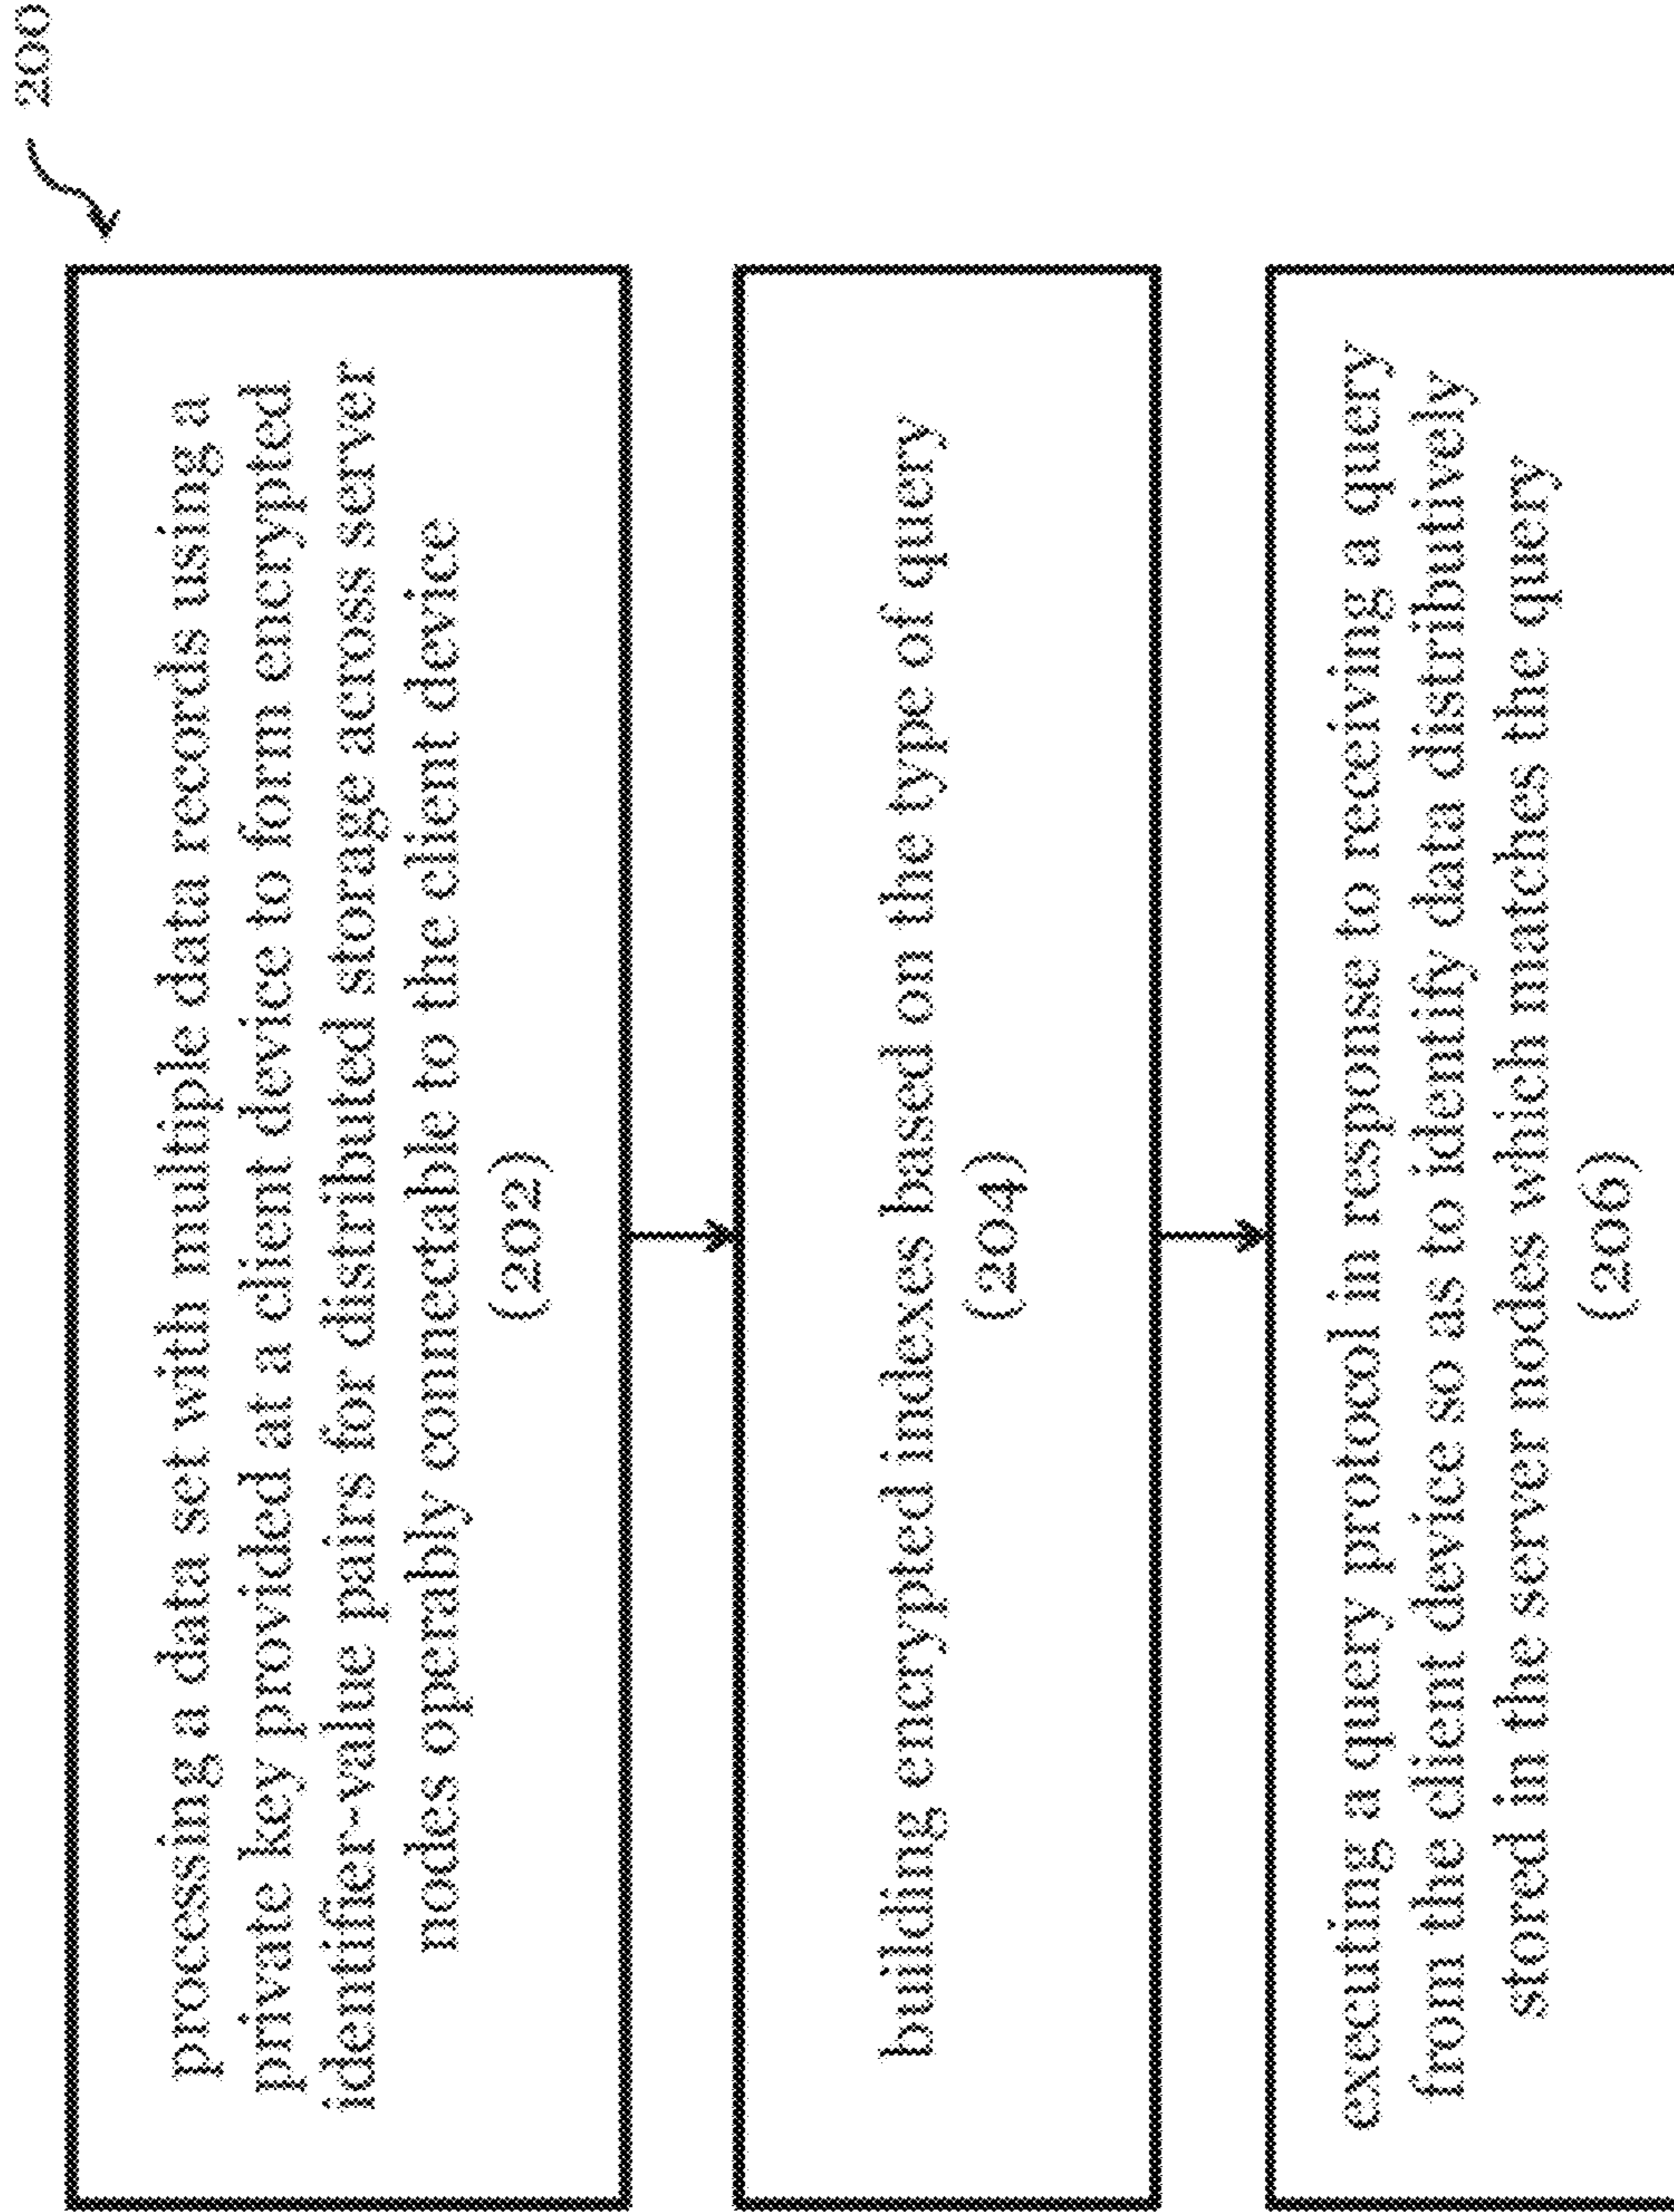 200
processing a data set with multiple data records using a
private key provided at a client device to form encrypted
identifier-value pairs for distributed storage across server
nodes operably connectable to the client device
(202)
building encrypted indexes based on the type of query
(204)
executing a query protocol in response to receiving a query
from the client device so as to identify data distributively
stored in the server nodes which matches the query
(206)